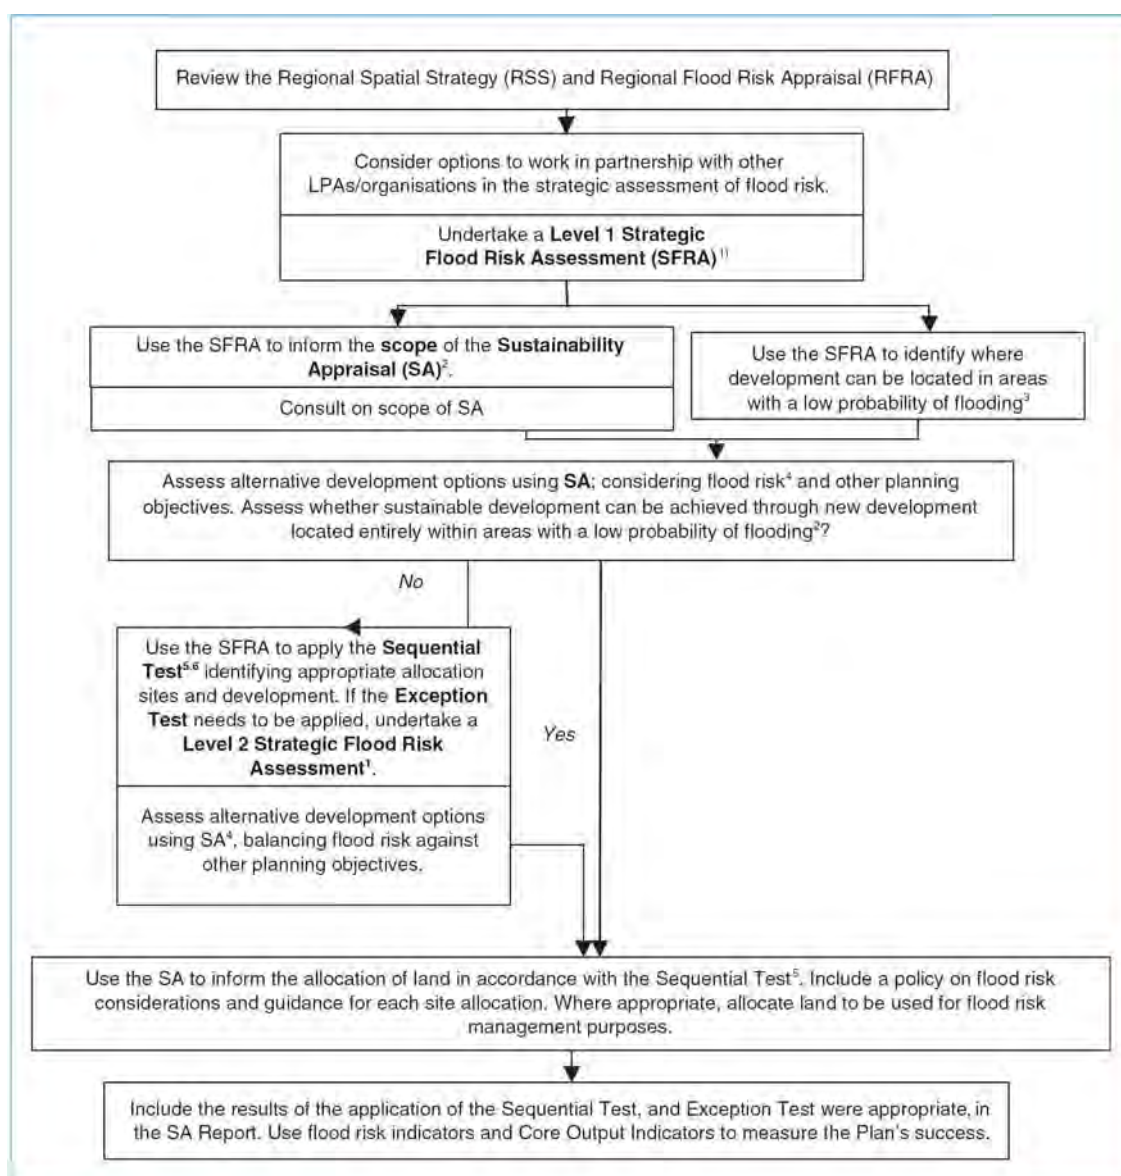 Review the Regional Spatial Strategy (RSS) and Regional Flood Risk Appraisal (RFRA)
Consider options to work in partnership with other
LPAs/organisations in the strategic assessment of flood risk.
Undertake a Level 1 Strategic
Flood Risk Assessment (SFRA)¹⁾
Use the SFRA to inform the scope of the Sustainability
Appraisal (SA)².
Consult on scope of SA
Use the SFRA to identify where
development can be located in areas
with a low probability of flooding³
Assess alternative development options using SA; considering flood risk⁴ and other planning
objectives. Assess whether sustainable development can be achieved through new development
located entirely within areas with a low probability of flooding²?
No
Use the SFRA to apply the Sequential
Test⁵·⁶ identifying appropriate allocation
sites and development. If the Exception
Test needs to be applied, undertake a
Level 2 Strategic Flood Risk
Assessment¹.
Yes
Assess alternative development options
using SA⁴, balancing flood risk against
other planning objectives.
Use the SA to inform the allocation of land in accordance with the Sequential Test⁵. Include a policy on flood risk
considerations and guidance for each site allocation. Where appropriate, allocate land to be used for flood risk
management purposes.
Include the results of the application of the Sequential Test, and Exception Test were appropriate, in
the SA Report. Use flood risk indicators and Core Output Indicators to measure the Plan's success.